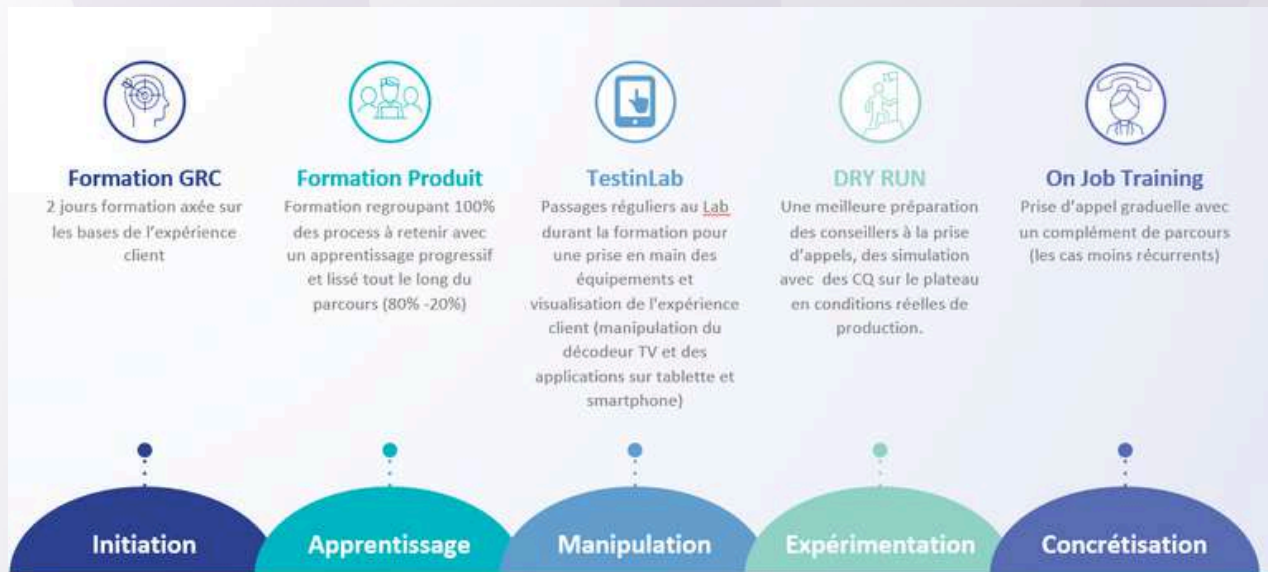 Formation GRC
2 jours formation axée sur
les bases de l'expérience
client
Formation Produit
Formation regroupant 100%
des process à retenir avec
un apprentissage progressif
et lissé tout le long du
parcours (80% -20%)
TestinLab
Passages réguliers au Lab
durant la formation pour
une prise en main des
équipements et
visualisation de l'expérience
client (manipulation du
décodeur TV et des
applications sur tablette et
smartphone)
DRY RUN
Une meilleure préparation
des conseillers à la prise
d'appels, des simulation
avec des CQ sur le plateau
en conditions réelles de
production.
On Job Training
Prise d'appel graduelle avec
un complément de parcours
(les cas moins récurrents)
Initiation
Apprentissage
Manipulation
Expérimentation
Concrétisation